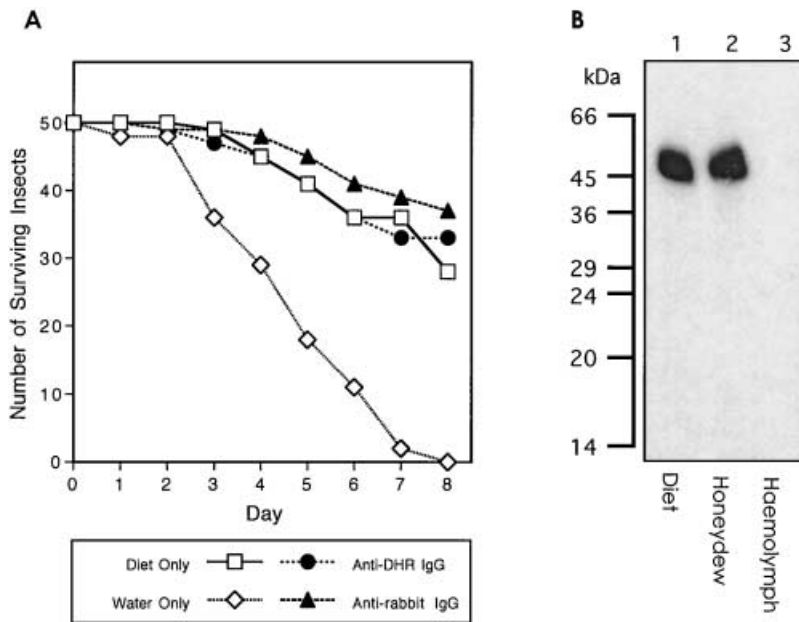 A
Number of Surviving Insects
50
40
30
20
10
0
0 1 2 3 4 5 6 7 8
Day
Diet Only
Anti-DHR IgG
Water Only
Anti-rabbit IgG
B
1 2 3
kDa
66
45
36
29
24
20
14
Diet
Honeydew
Haemolymph